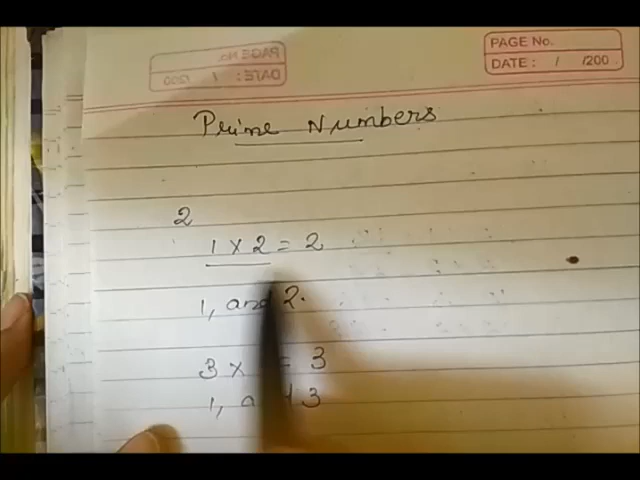 PAGE No.
DATE: / /200
Prime Numbers
2
1 x 2 = 2
1, and 2.
3 x = 3
1, 3